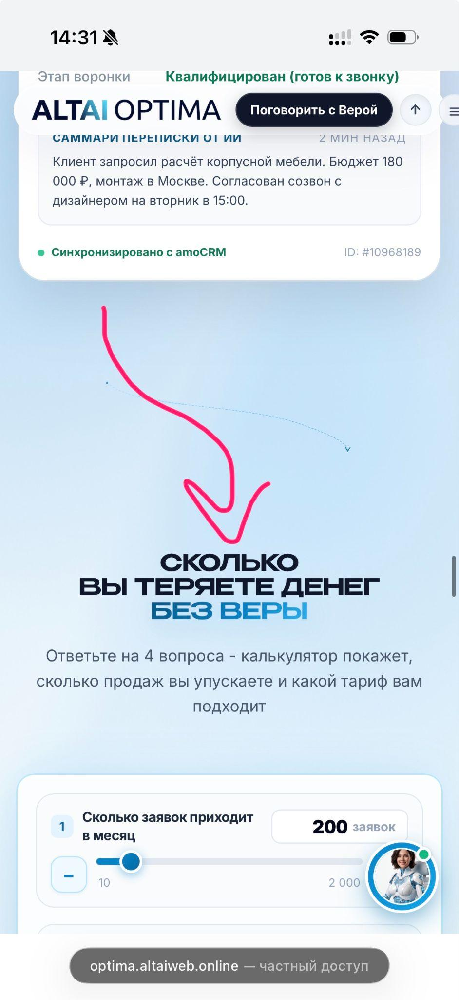 14:31
Этап воронки Квалифицирован (готов к звонку)
ALTAI OPTIMA Поговорить с Верой
САММАРИ ПЕРЕПИСКИ ОТ ИИ 2 МИН НАЗАД
Клиент запросил расчёт корпусной мебели. Бюджет 180
000 ₽, монтаж в Москве. Согласован созвон с
дизайнером на вторник в 15:00.
Синхронизировано с amoCRM ID: #10968189
СКОЛЬКО
ВЫ ТЕРЯЕТЕ ДЕНЕГ
БЕЗ ВЕРЫ
Ответьте на 4 вопроса - калькулятор покажет,
сколько продаж вы упускаете и какой тариф вам
подходит
1 Сколько заявок приходит 200 заявок
в месяц
10 2 000
optima.altaiweb.online — частный доступ